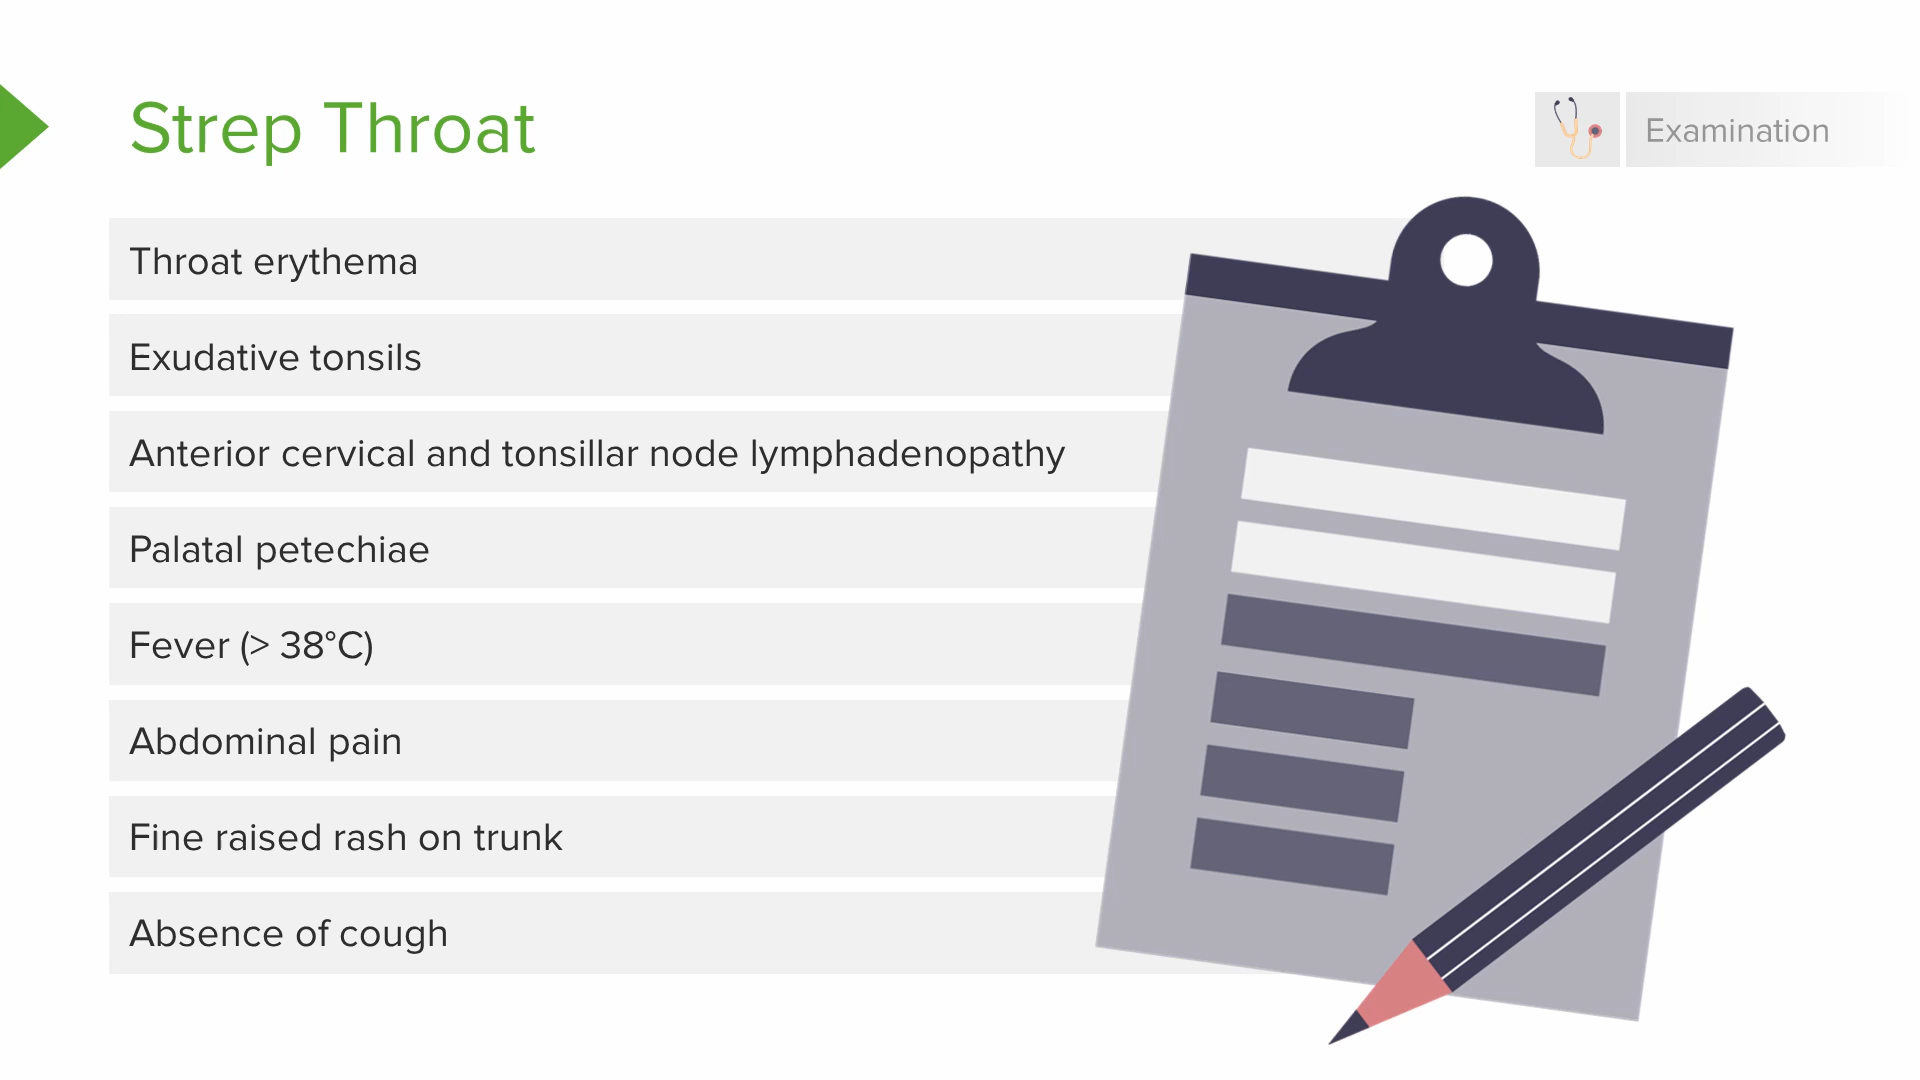 Strep Throat
Examination
Throat erythema
Exudative tonsils
Anterior cervical and tonsillar node lymphadenopathy
Palatal petechiae
Fever (> 38°C)
Abdominal pain
Fine raised rash on trunk
Absence of cough